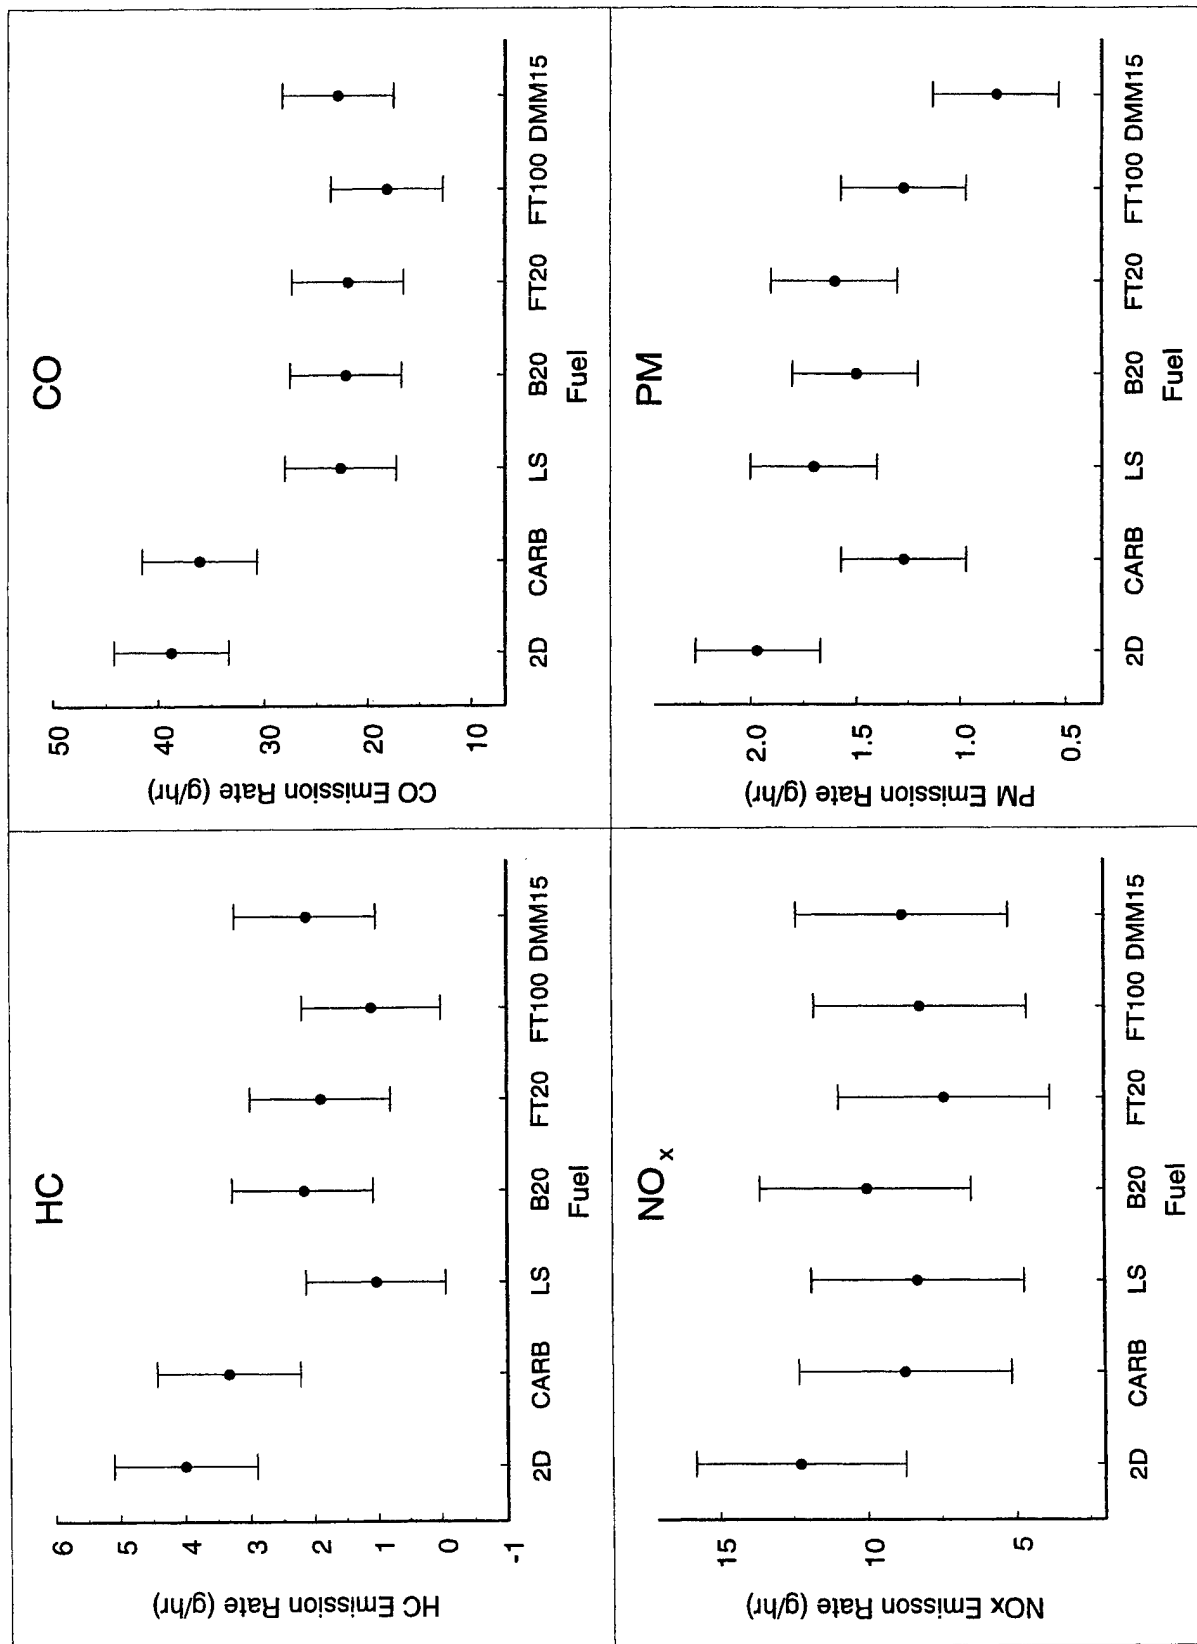 HC
HC Emission Rate (g/hr)
6
5
4
3
2
1
0
-1
2D CARB LS B20 FT20 FT100 DMM15
Fuel
CO
CO Emission Rate (g/hr)
50
40
30
20
10
2D CARB LS B20 FT20 FT100 DMM15
Fuel
NOx
NOx Emisson Rate (g/hr)
15
10
5
2D CARB LS B20 FT20 FT100 DMM15
Fuel
PM
PM Emission Rate (g/hr)
2.0
1.5
1.0
0.5
2D CARB LS B20 FT20 FT100 DMM15
Fuel